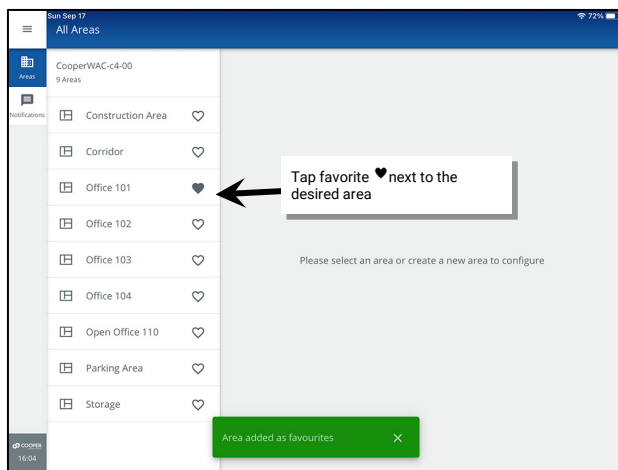 Sun Sep 17
72%
All Areas
Areas
Notifications
CooperWAC-c4-00
9 Areas
Construction Area
Corridor
Office 101
Office 102
Office 103
Office 104
Open Office 110
Parking Area
Storage
Tap favorite ♥ next to the
desired area
Please select an area or create a new area to configure
Area added as favourites
COOPER
16:04